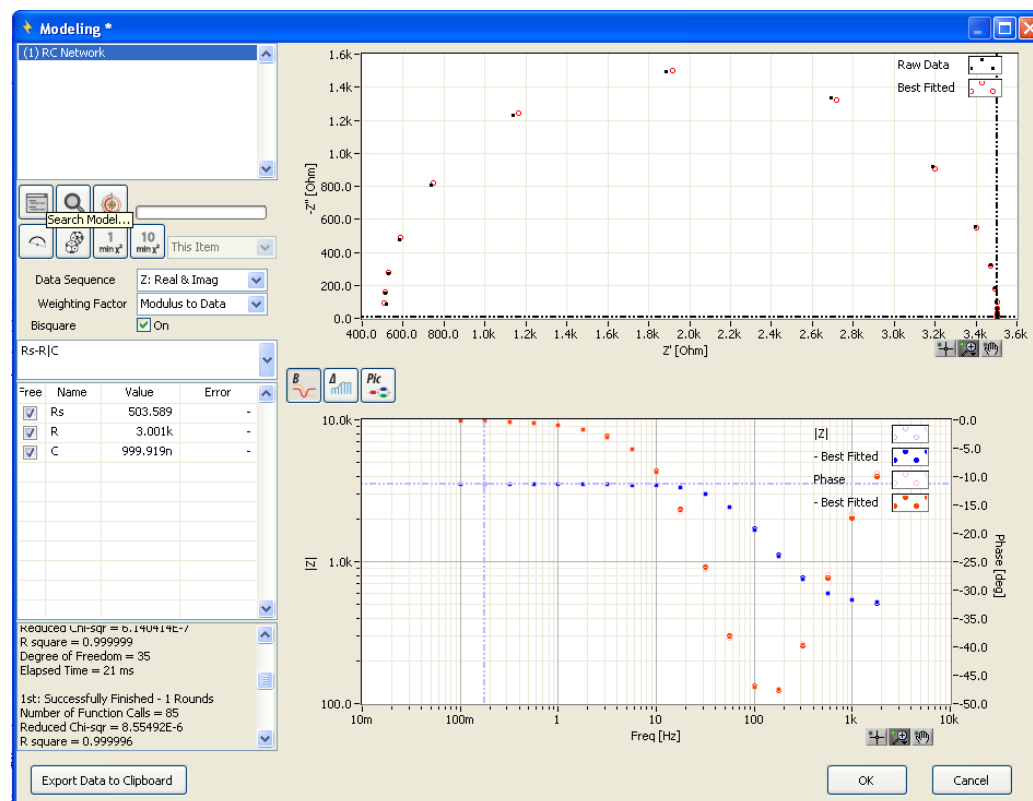 Modeling *
(1) RC Network
Search Model...
1 min χ²
10 min χ²
This Item
Data Sequence Z: Real & Imag
Weighting Factor Modulus to Data
Bisquare On
Rs-R|C
Free Name Value Error
Rs 503.589 -
R 3.001k -
C 999.919n -
Reduced Chi-sqr = 6.140414E-7
R square = 0.999999
Degree of Freedom = 35
Elapsed Time = 21 ms
1st: Successfully Finished - 1 Rounds
Number of Function Calls = 85
Reduced Chi-sqr = 8.55492E-6
R square = 0.999996
Export Data to Clipboard
-Z'' [Ohm]
1.6k
1.4k
1.2k
1.0k
800.0
600.0
400.0
200.0
0.0
400.0 600.0 800.0 1.0k 1.2k 1.4k 1.6k 1.8k 2.0k 2.2k 2.4k 2.6k 2.8k 3.0k 3.2k 3.4k 3.6k
Z' [Ohm]
Raw Data
Best Fitted
B
Δ
Pic
|Z|
10.0k
1.0k
100.0
10m 100m 1 10 100 1k 10k
Freq [Hz]
|Z|
- Best Fitted
Phase
- Best Fitted
-0.0
-5.0
-10.0
-15.0
-20.0
-25.0
-30.0
-35.0
-40.0
-45.0
-50.0
Phase [deg]
OK
Cancel